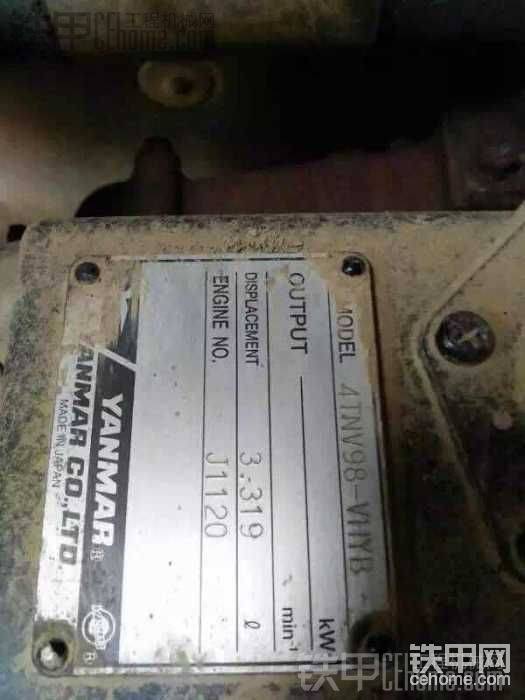 MODEL 4TNV98-VHYB
OUTPUT kW
min-1
DISPLACEMENT 3.319 ℓ
ENGINE NO. J1120
YANMAR®
YANMAR CO.,LTD.
MADE IN JAPAN
铁甲工程机械网
cehome.com
铁甲网
cehome.com